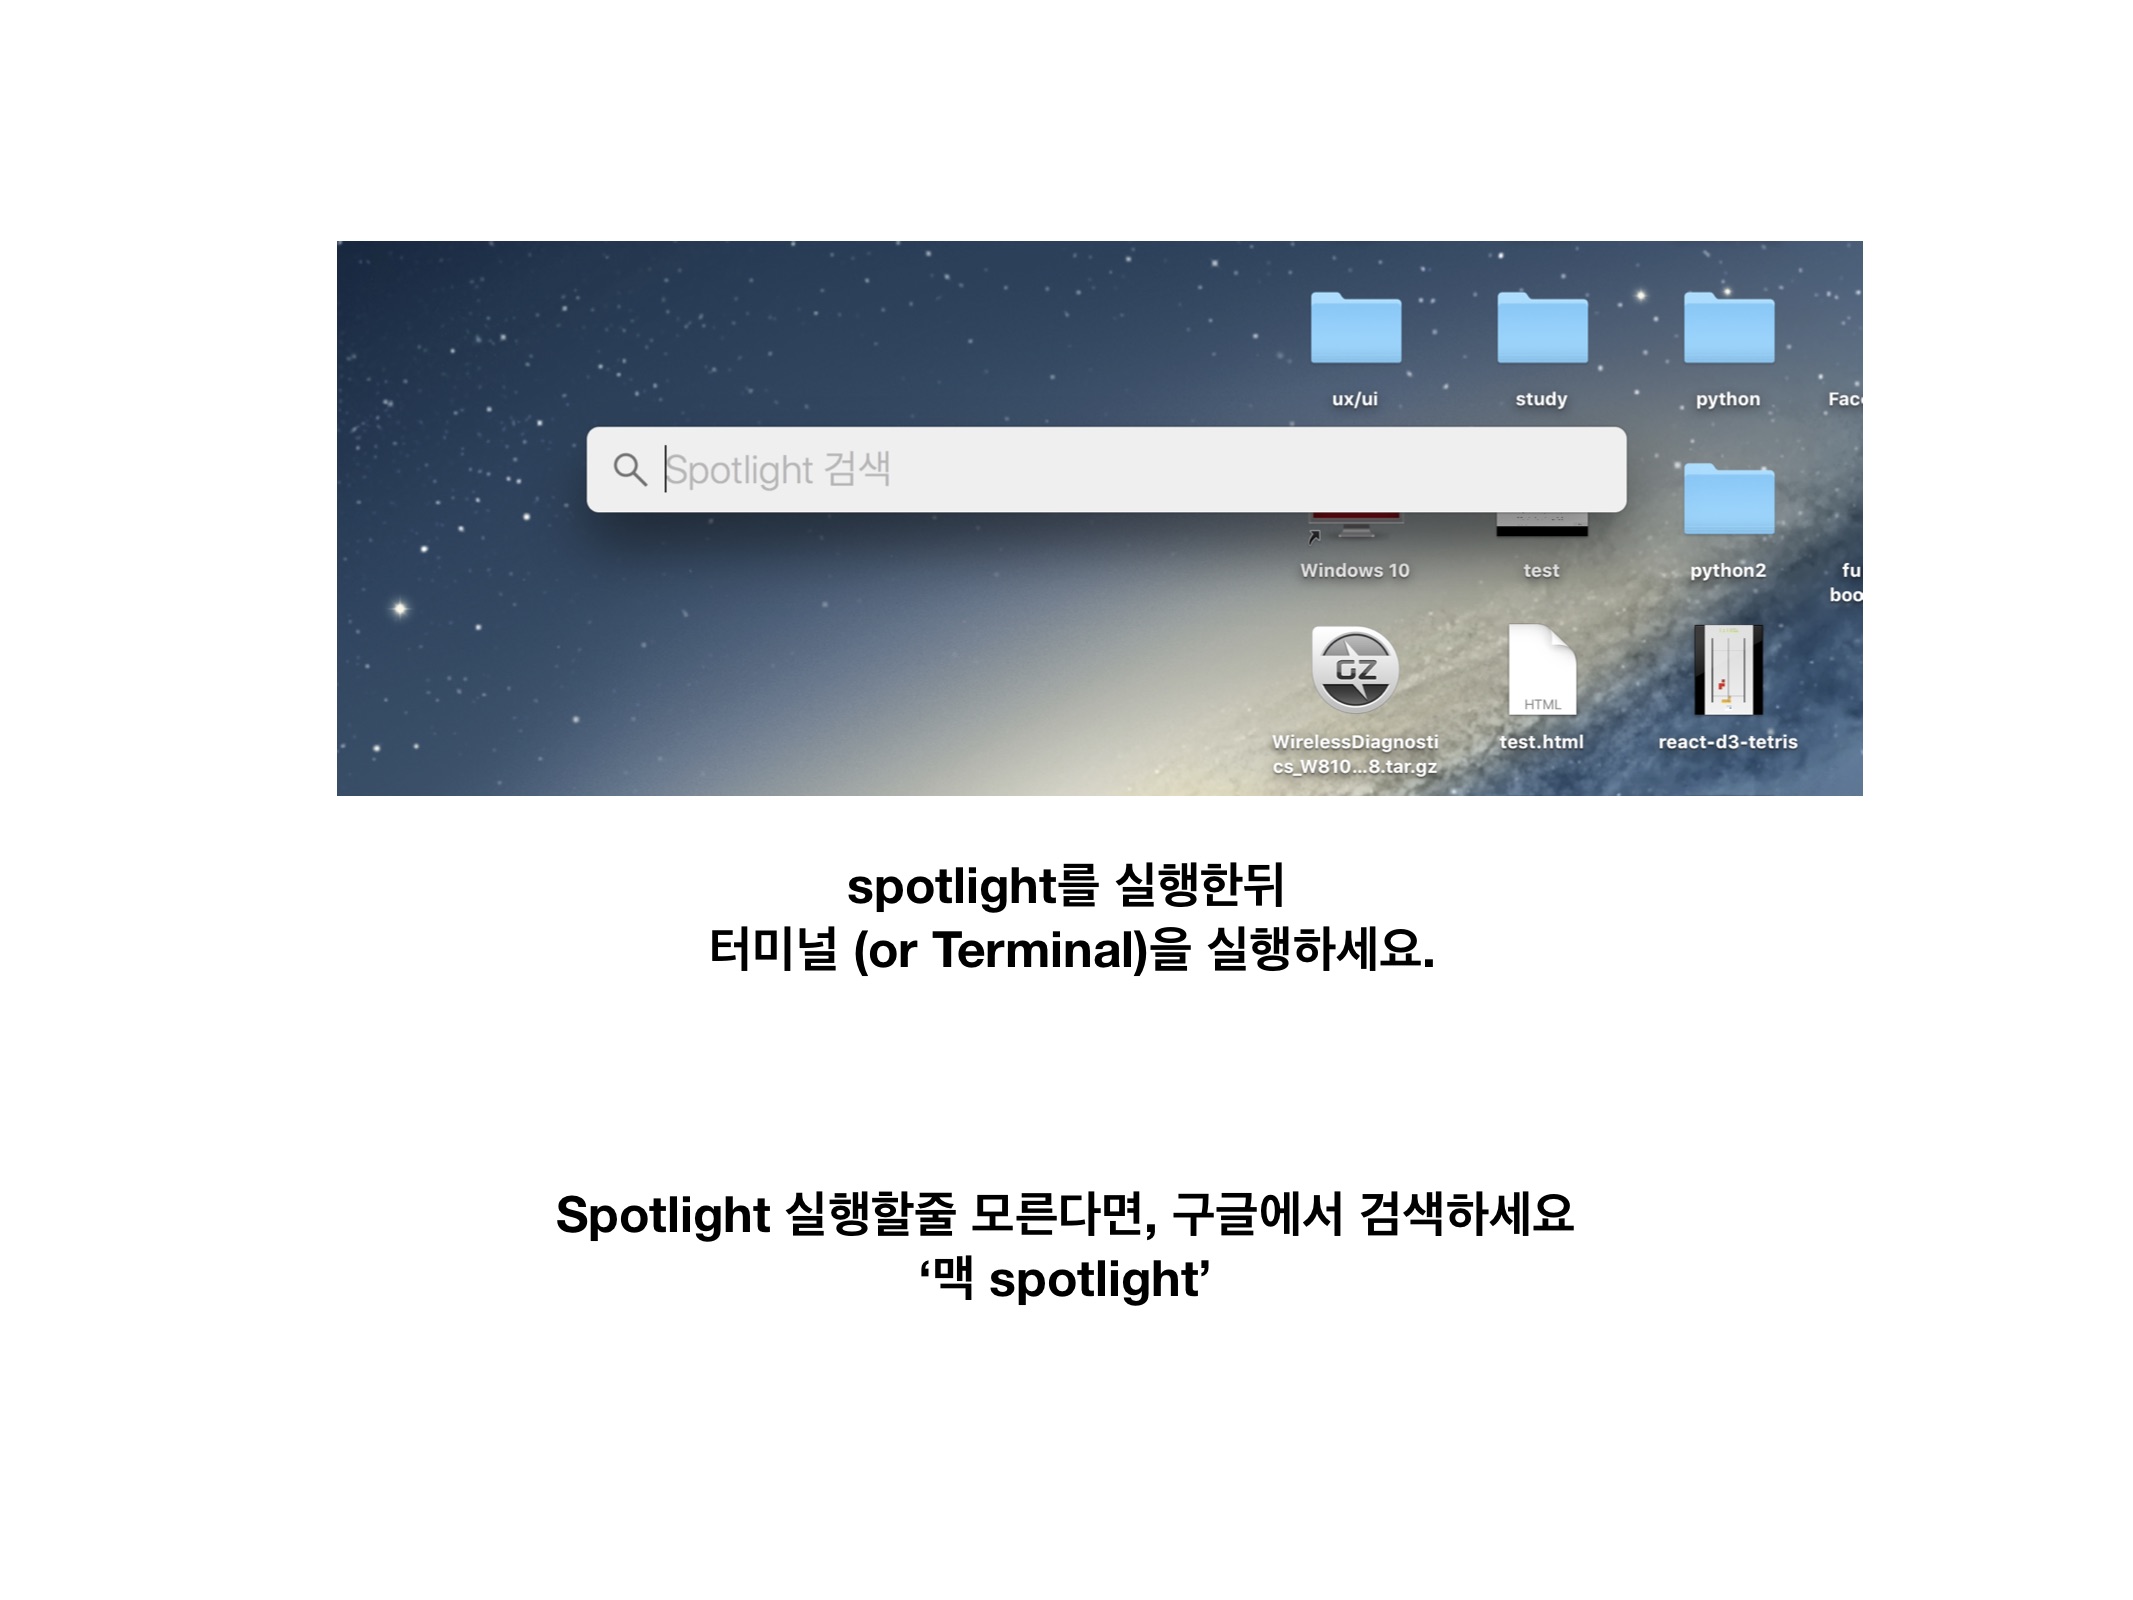 ux/ui
study
python
Spotlight 검색
Windows 10
test
python2
boo
GZ
HTML
WirelessDiagnosti
cs_W810...8.tar.gz
test.html
react-d3-tetris
spotlight를 실행한뒤
터미널 (or Terminal)을 실행하세요.
Spotlight 실행할줄 모른다면, 구글에서 검색하세요
‘맥 spotlight’